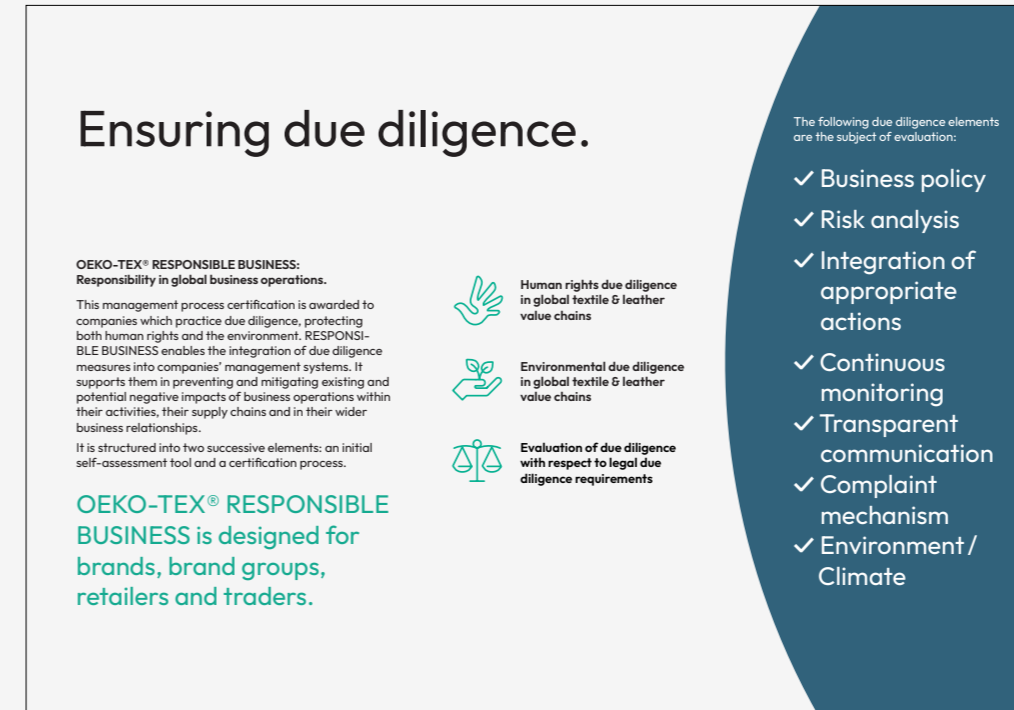 Ensuring due diligence.
OEKO-TEX® RESPONSIBLE BUSINESS:
Responsibility in global business operations.
This management process certification is awarded to
companies which practice due diligence, protecting
both human rights and the environment. RESPONSI-
BLE BUSINESS enables the integration of due diligence
measures into companies’ management systems. It
supports them in preventing and mitigating existing and
potential negative impacts of business operations within
their activities, their supply chains and in their wider
business relationships.
It is structured into two successive elements: an initial
self-assessment tool and a certification process.
OEKO-TEX® RESPONSIBLE
BUSINESS is designed for
brands, brand groups,
retailers and traders.
Human rights due diligence
in global textile & leather
value chains
Environmental due diligence
in global textile & leather
value chains
Evaluation of due diligence
with respect to legal due
diligence requirements
The following due diligence elements
are the subject of evaluation:
✓ Business policy
✓ Risk analysis
✓ Integration of
appropriate
actions
✓ Continuous
monitoring
✓ Transparent
communication
✓ Complaint
mechanism
✓ Environment /
Climate